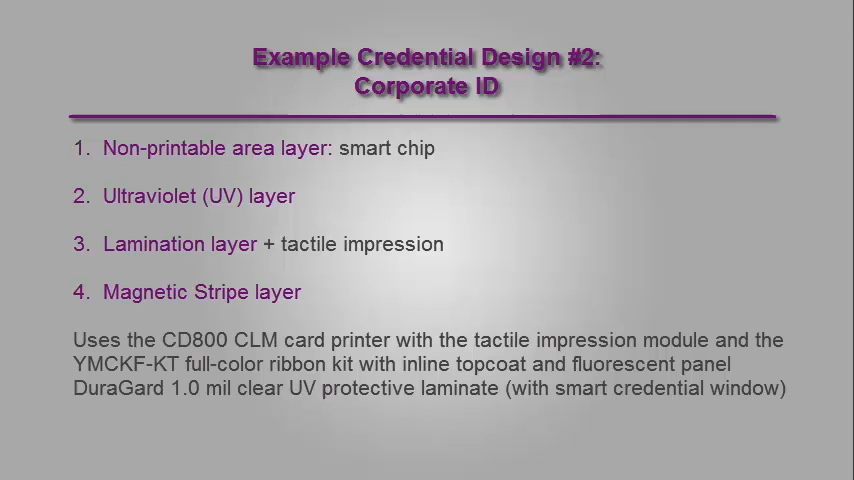 Example Credential Design #2:
Corporate ID
1. Non-printable area layer: smart chip
2. Ultraviolet (UV) layer
3. Lamination layer + tactile impression
4. Magnetic Stripe layer
Uses the CD800 CLM card printer with the tactile impression module and the
YMCKF-KT full-color ribbon kit with inline topcoat and fluorescent panel
DuraGard 1.0 mil clear UV protective laminate (with smart credential window)